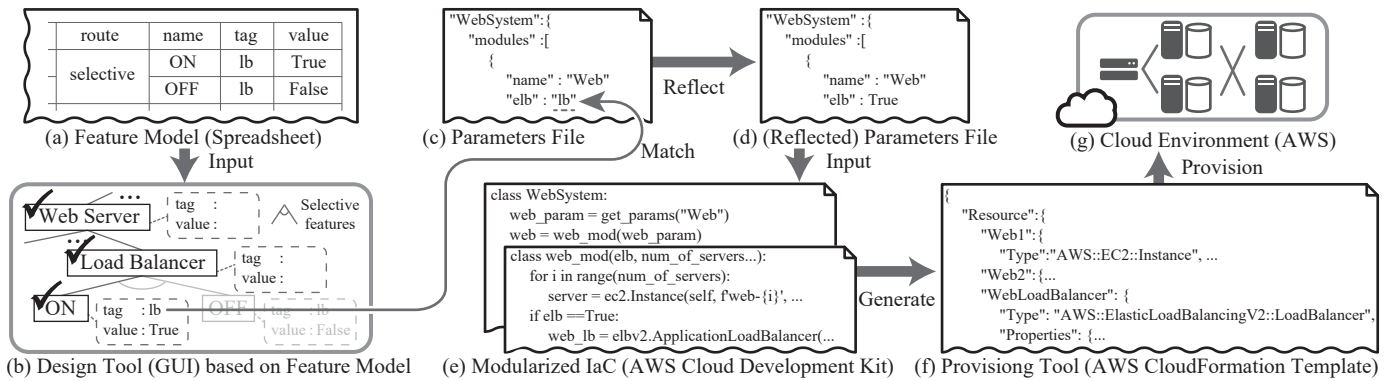 route name tag value
selective
ON lb True
OFF lb False
(a) Feature Model (Spreadsheet)
Input
...
Web Server
tag :
value :
Selective
features
...
Load Balancer
tag :
value :
ON
tag : lb
value : True
OFF
tag : lb
value : False
(b) Design Tool (GUI) based on Feature Model
"WebSystem":{
"modules" :[
{
"name" : "Web"
"elb" : "lb"
(c) Parameters File
Reflect
Match
"WebSystem" :{
"modules" :[
{
"name" : "Web"
"elb" : True
(d) (Reflected) Parameters File
Input
class WebSystem:
web_param = get_params("Web")
web = web_mod(web_param)
class web_mod(elb, num_of_servers...):
for i in range(num_of_servers):
server = ec2.Instance(self, f'web-{i}', ...
if elb ==True:
web_lb = elbv2.ApplicationLoadBalancer(...
(e) Modularized IaC (AWS Cloud Development Kit)
Generate
{
"Resource":{
"Web1":{
"Type":"AWS::EC2::Instance", ...
"Web2":{...
"WebLoadBalancer": {
"Type": "AWS::ElasticLoadBalancingV2::LoadBalancer",
"Properties": {...
(f) Provisiong Tool (AWS CloudFormation Template)
Provision
(g) Cloud Environment (AWS)